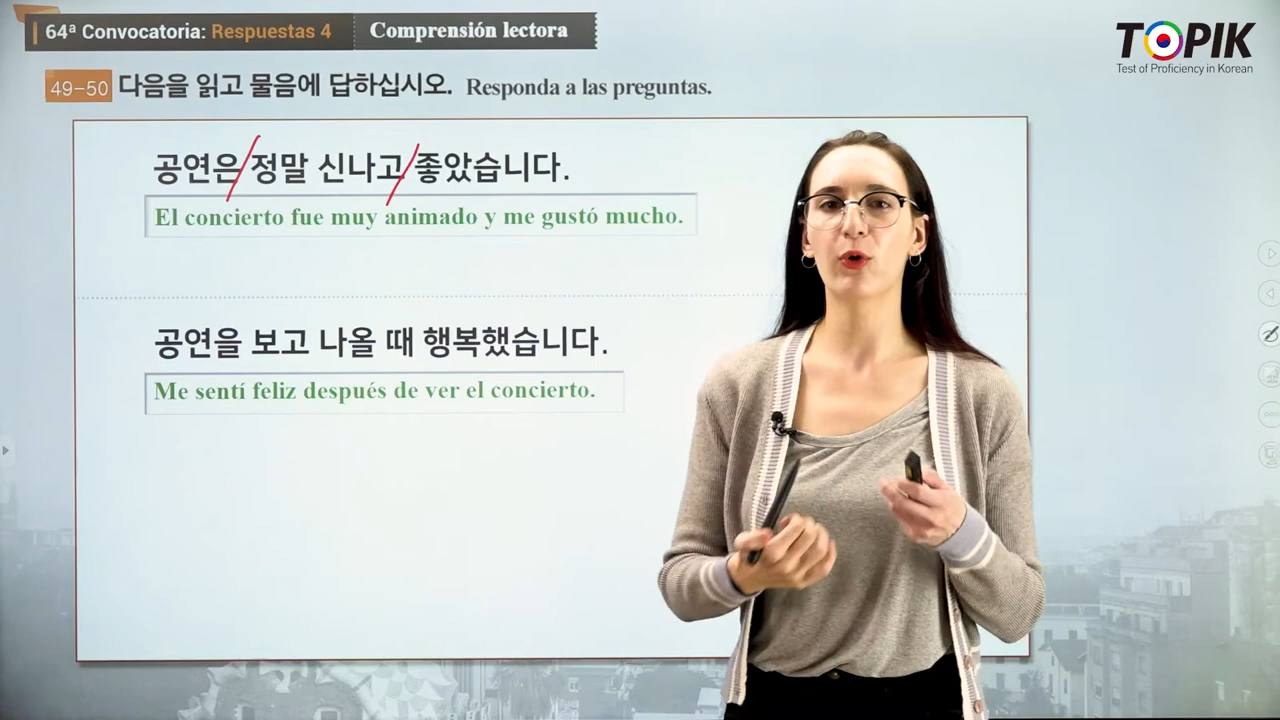 64ª Convocatoria: Respuestas 4 Comprensión lectora
TOPIK
Test of Proficiency in Korean
49-50 다음을 읽고 물음에 답하십시오. Responda a las preguntas.
공연은 정말 신나고 좋았습니다.
El concierto fue muy animado y me gustó mucho.
공연을 보고 나올 때 행복했습니다.
Me sentí feliz después de ver el concierto.